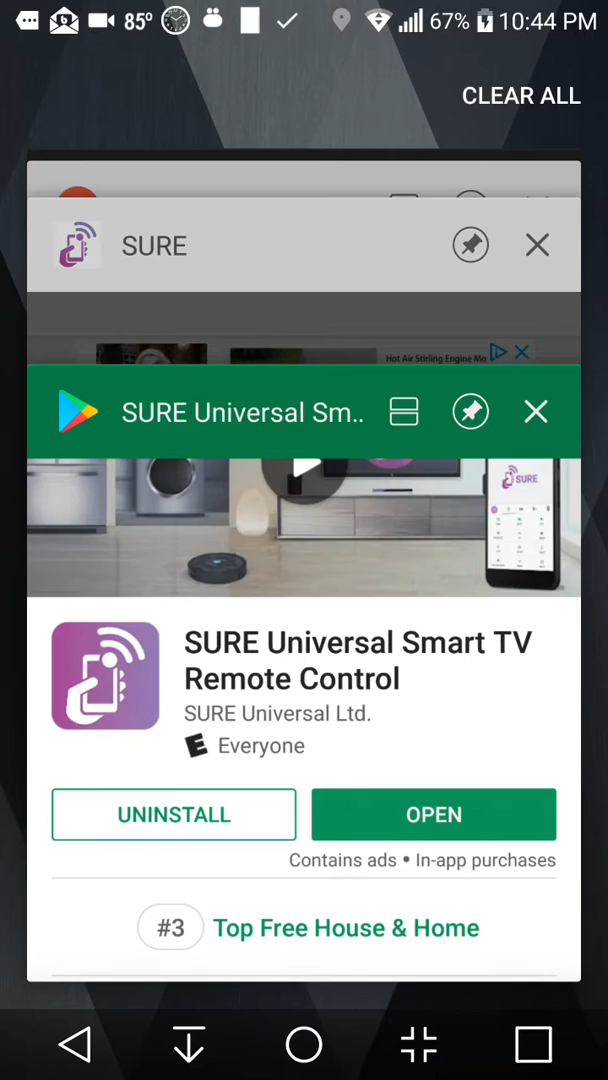 85º
67%
10:44 PM
CLEAR ALL
SURE
Hot Air Stirling Engine Mo
SURE Universal Sm..
SURE
SURE Universal Smart TV
Remote Control
SURE Universal Ltd.
E Everyone
UNINSTALL
OPEN
Contains ads • In-app purchases
#3
Top Free House & Home